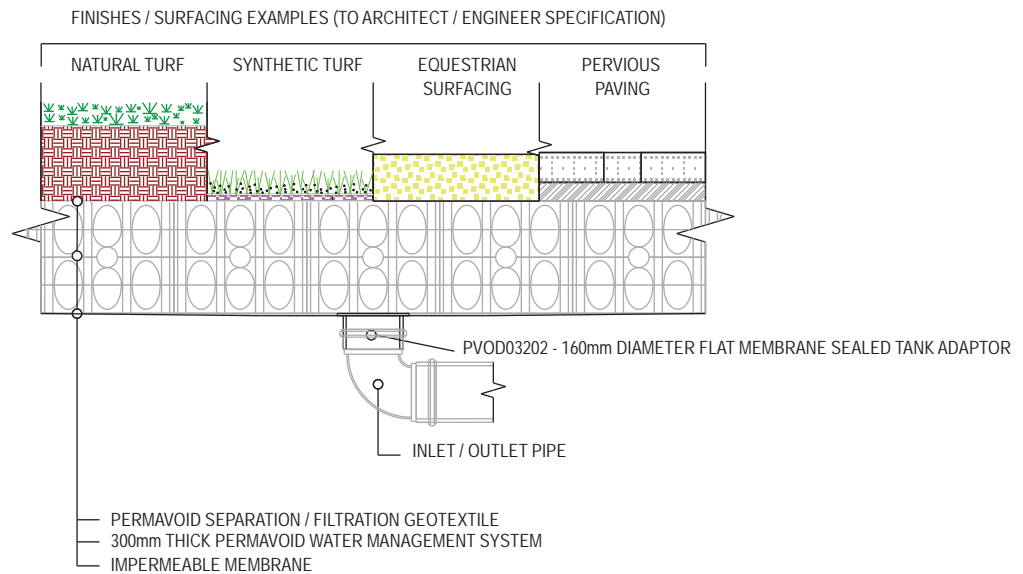 FINISHES / SURFACING EXAMPLES (TO ARCHITECT / ENGINEER SPECIFICATION)
NATURAL TURF
SYNTHETIC TURF
EQUESTRIAN
SURFACING
PERVIOUS
PAVING
PVOD03202 - 160mm DIAMETER FLAT MEMBRANE SEALED TANK ADAPTOR
INLET / OUTLET PIPE
PERMAVOID SEPARATION / FILTRATION GEOTEXTILE
300mm THICK PERMAVOID WATER MANAGEMENT SYSTEM
IMPERMEABLE MEMBRANE